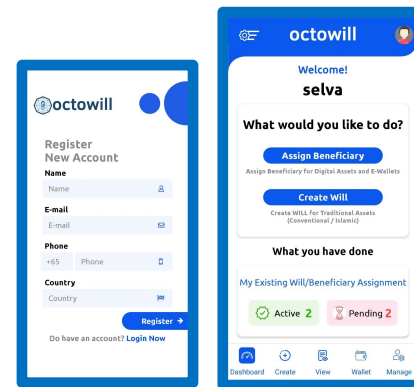 octowill
Register
New Account
Name
Name
E-mail
E-mail
Phone
+65 Phone
Country
Country
Register →
Do have an account? Login Now
octowill
Welcome!
selva
What would you like to do?
Assign Beneficiary
Assign Beneficiary for Digital Assets and E-Wallets
Create Will
Create WILL for Traditional Assets
(Conventional / Islamic)
What you have done
My Existing Will/Beneficiary Assignment
Active 2 Pending 2
Dashboard Create View Wallet Manage